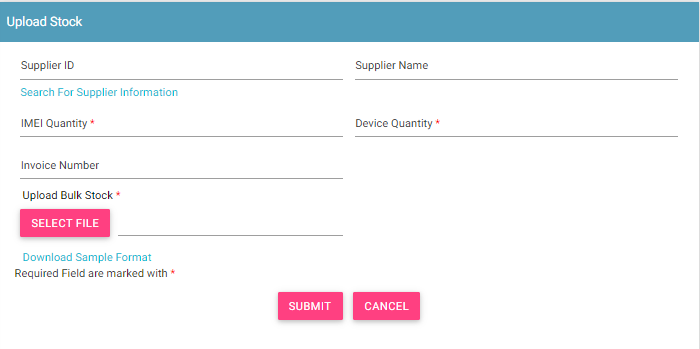 Upload Stock
Supplier ID
Supplier Name
Search For Supplier Information
IMEI Quantity *
Device Quantity *
Invoice Number
Upload Bulk Stock *
SELECT FILE
Download Sample Format
Required Field are marked with *
SUBMIT
CANCEL